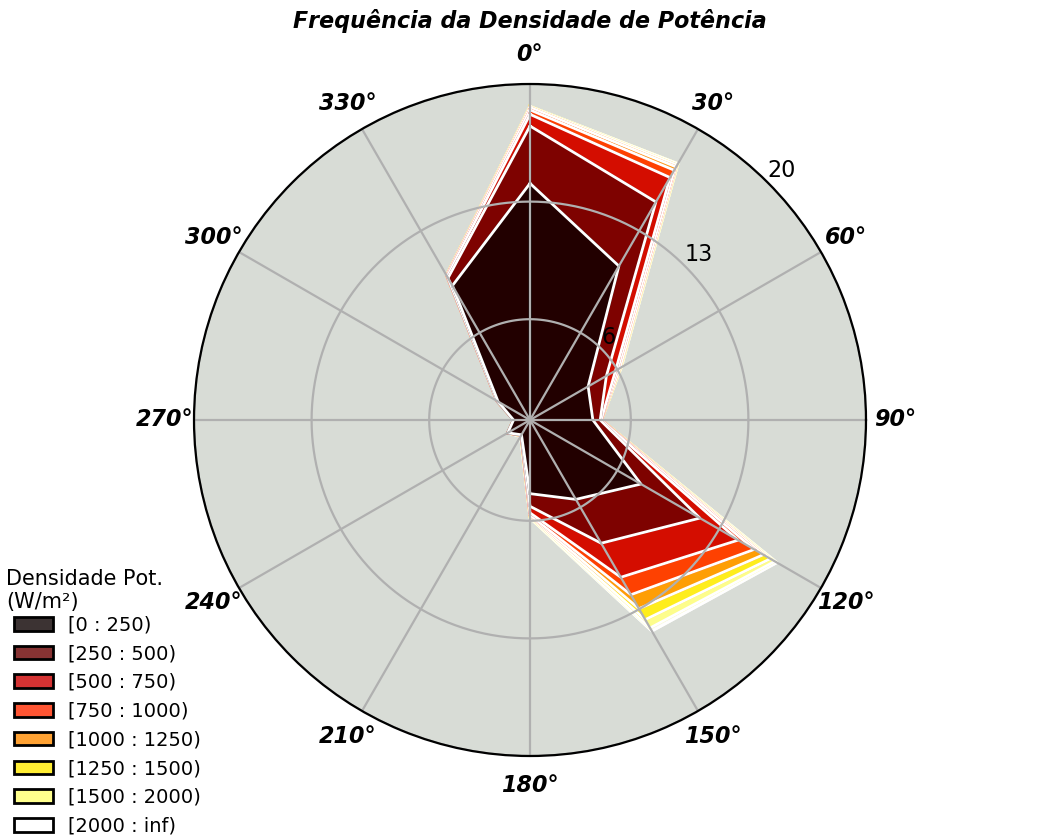 Frequência da Densidade de Potência
0°
330°
30°
20
300°
60°
13
6
270°
90°
240°
120°
210°
150°
180°
Densidade Pot.
(W/m²)
[0 : 250)
[250 : 500)
[500 : 750)
[750 : 1000)
[1000 : 1250)
[1250 : 1500)
[1500 : 2000)
[2000 : inf)